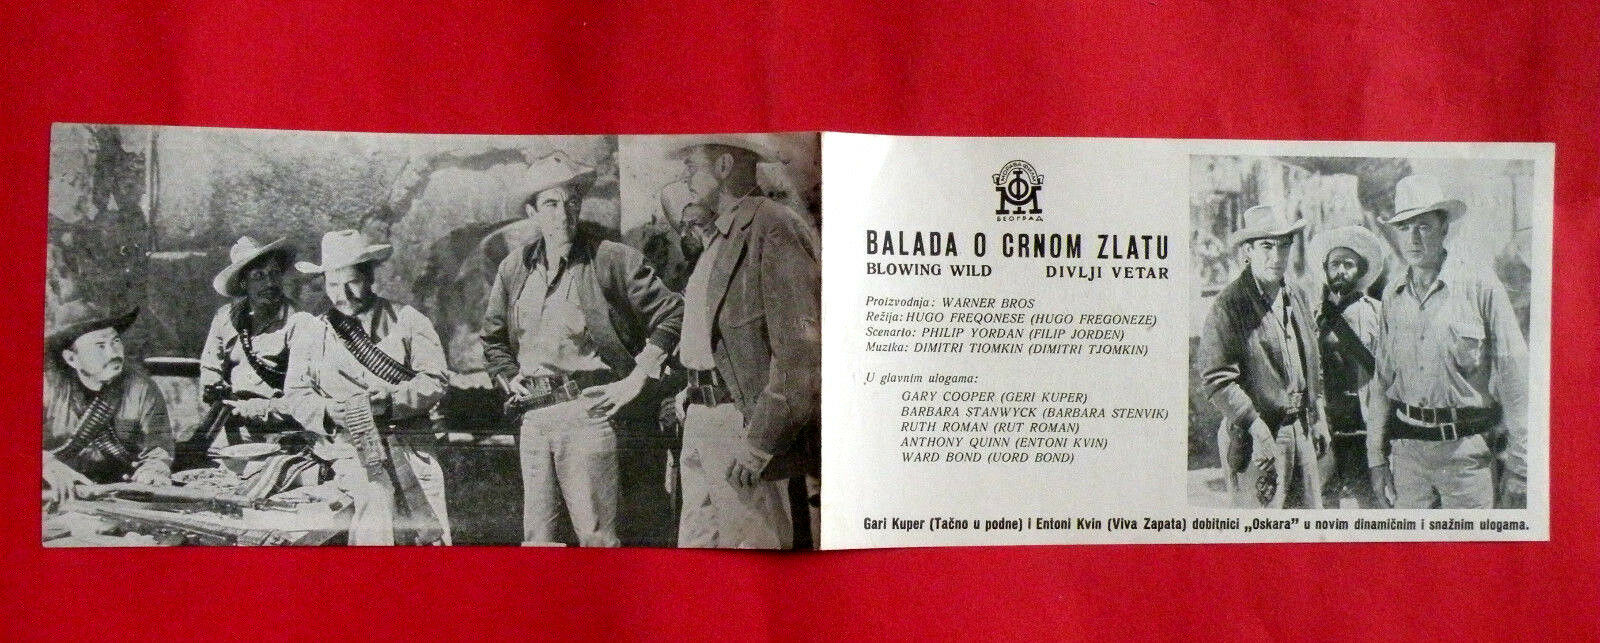 МОРАВА ФИЛМ
БЕОГРАД
BALADA O CRNOM ZLATU
BLOWING WILD DIVLJI VETAR
Proizvodnja: WARNER BROS
Režija: HUGO FREQONESE (HUGO FREGONEZE)
Scenario: PHILIP YORDAN (FILIP JORDEN)
Muzika: DIMITRI TIOMKIN (DIMITRI TJOMKIN)
U glavnim ulogama:
GARY COOPER (GERI KUPER)
BARBARA STANWYCK (BARBARA STENVIK)
RUTH ROMAN (RUT ROMAN)
ANTHONY QUINN (ENTONI KVIN)
WARD BOND (UORD BOND)
Gari Kuper (Tačno u podne) i Entoni Kvin (Viva Zapata) dobitnici „Oskara” u novim dinamičnim i snažnim ulogama.